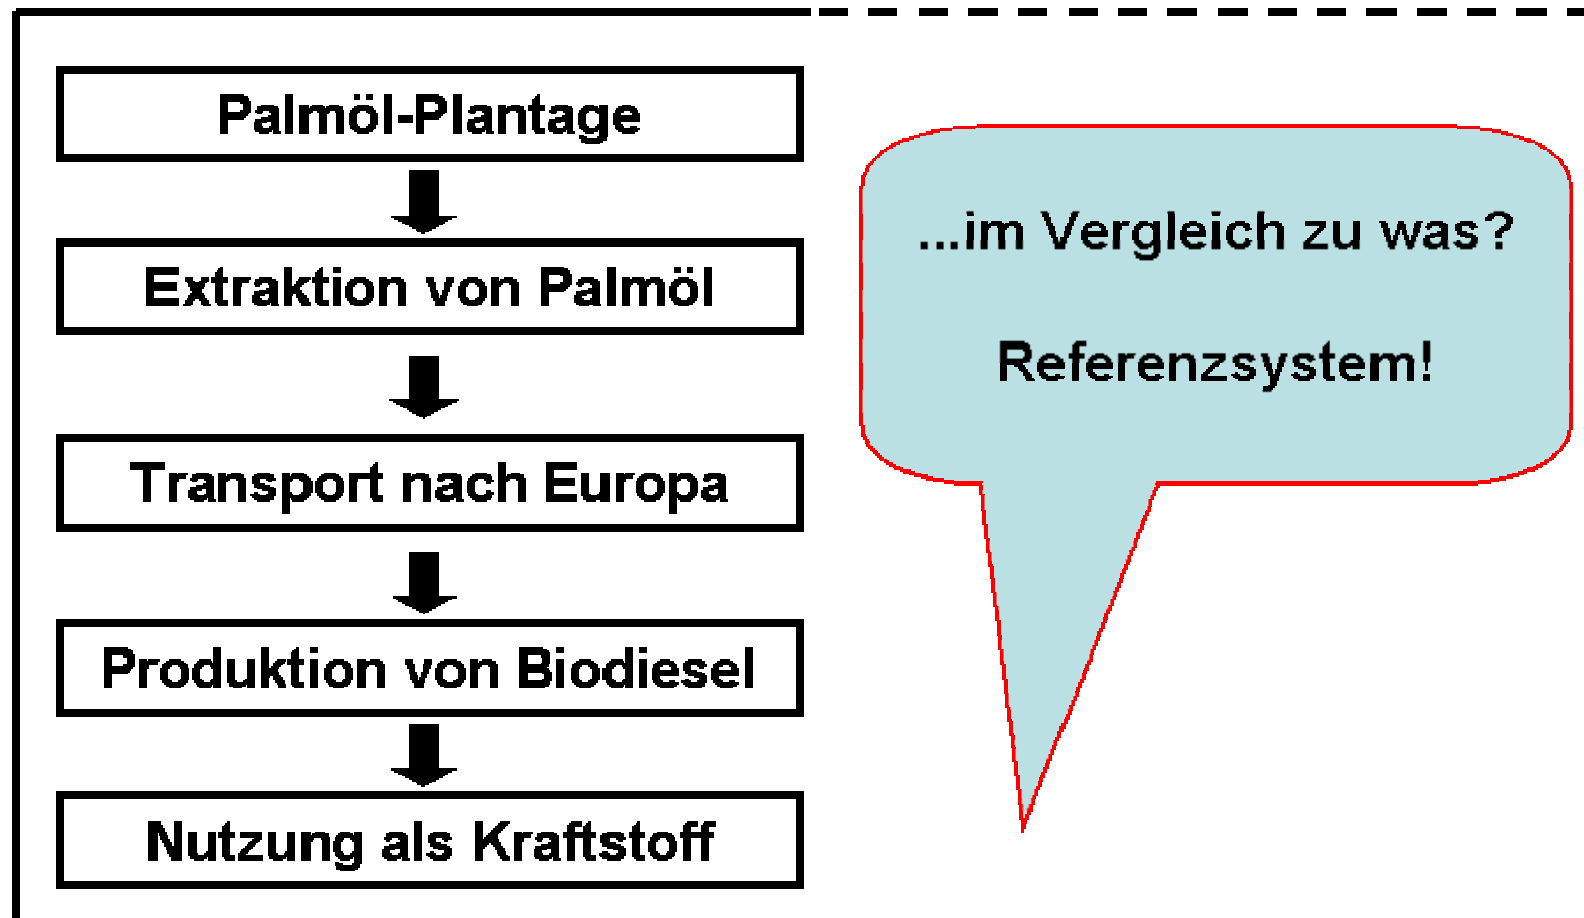 Palmöl-Plantage
Extraktion von Palmöl
Transport nach Europa
Produktion von Biodiesel
Nutzung als Kraftstoff
...im Vergleich zu was?
Referenzsystem!